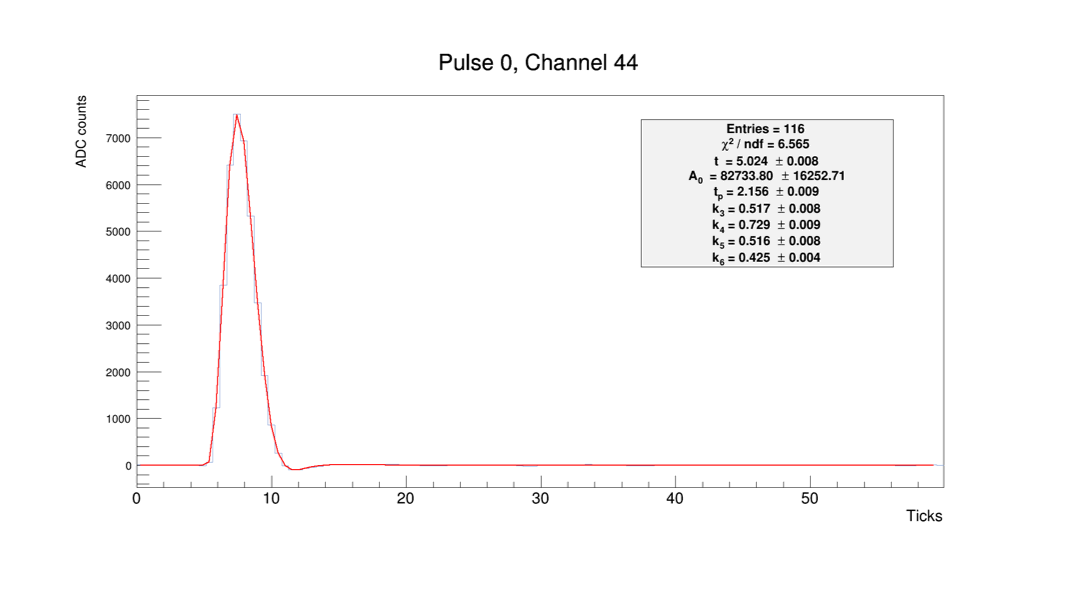 Pulse 0, Channel 44
ADC counts
7000
6000
5000
4000
3000
2000
1000
0
Entries = 116
χ² / ndf = 6.565
t = 5.024 ± 0.008
A₀ = 82733.80 ± 16252.71
tₚ = 2.156 ± 0.009
k₃ = 0.517 ± 0.008
k₄ = 0.729 ± 0.009
k₅ = 0.516 ± 0.008
k₆ = 0.425 ± 0.004
0 10 20 30 40 50
Ticks